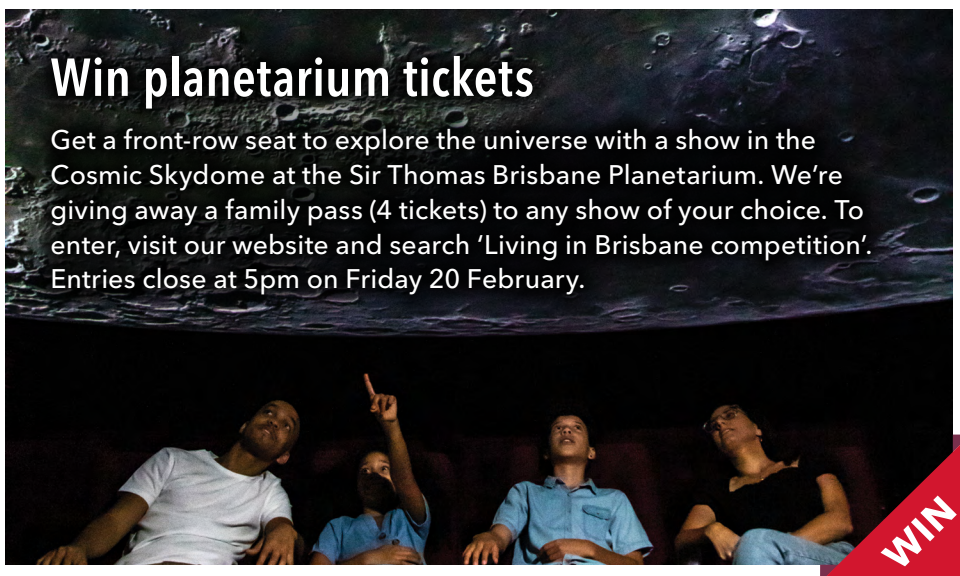 Win planetarium tickets
Get a front-row seat to explore the universe with a show in the
Cosmic Skydome at the Sir Thomas Brisbane Planetarium. We’re
giving away a family pass (4 tickets) to any show of your choice. To
enter, visit our website and search ‘Living in Brisbane competition’.
Entries close at 5pm on Friday 20 February.
WIN